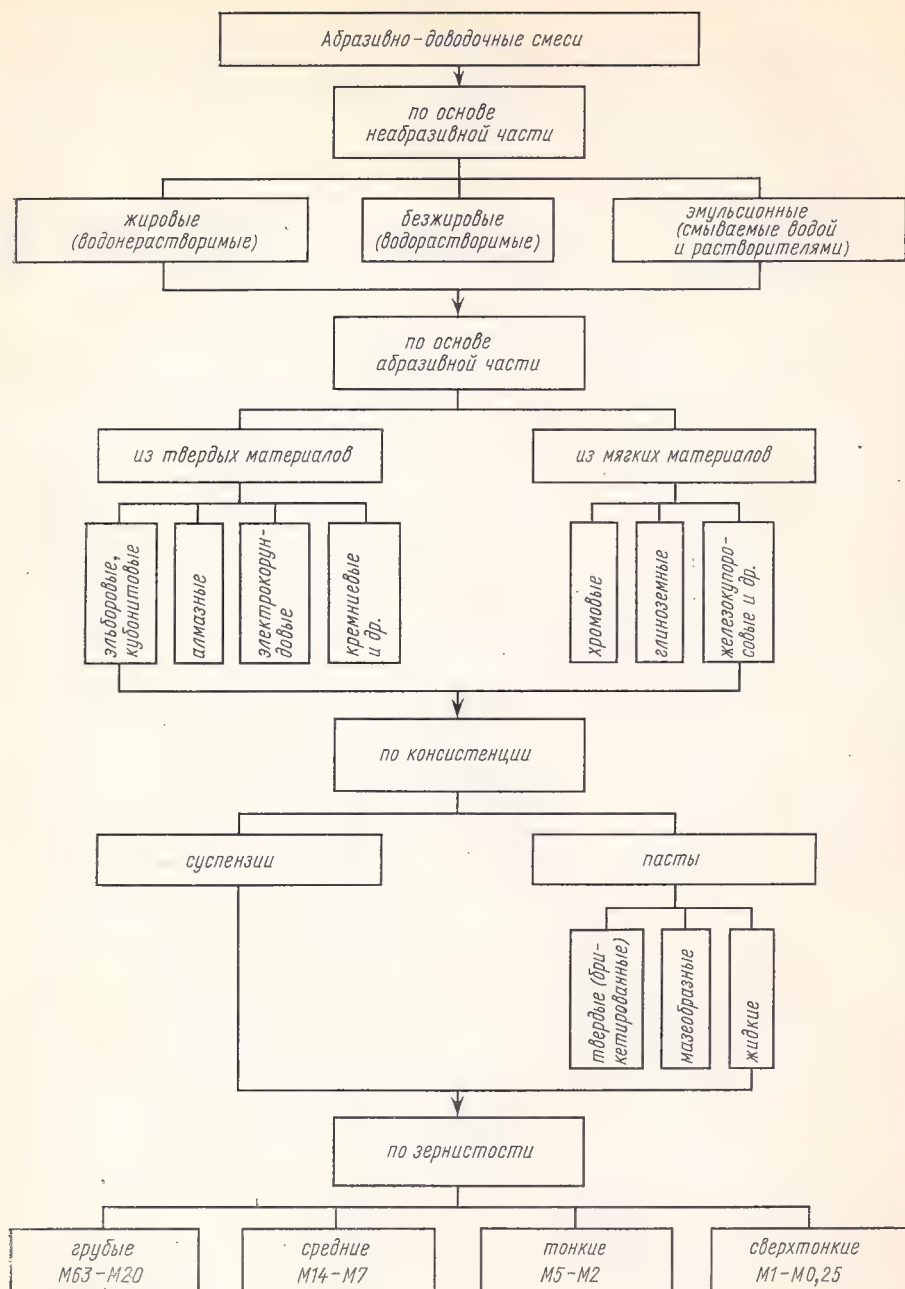 Абразивно-доводочные смеси
по основе
неабразивной части
жировые
(водонерастворимые)
безжировые
(водорастворимые)
эмульсионные
(смываемые водой
и растворителями)
по основе
абразивной части
из твердых материалов
из мягких материалов
эльборовые,
кубонитовые
алмазные
электрокорун-
довые
кремниевые
и др.
хромовые
глиноземные
железокупоро-
совые и др.
по консистенции
суспензии
пасты
твердые (бри-
кетированные)
мазеобразные
жидкие
по зернистости
грубые
М63-М20
средние
М14-М7
тонкие
М5-М2
сверхтонкие
М1-М0,25